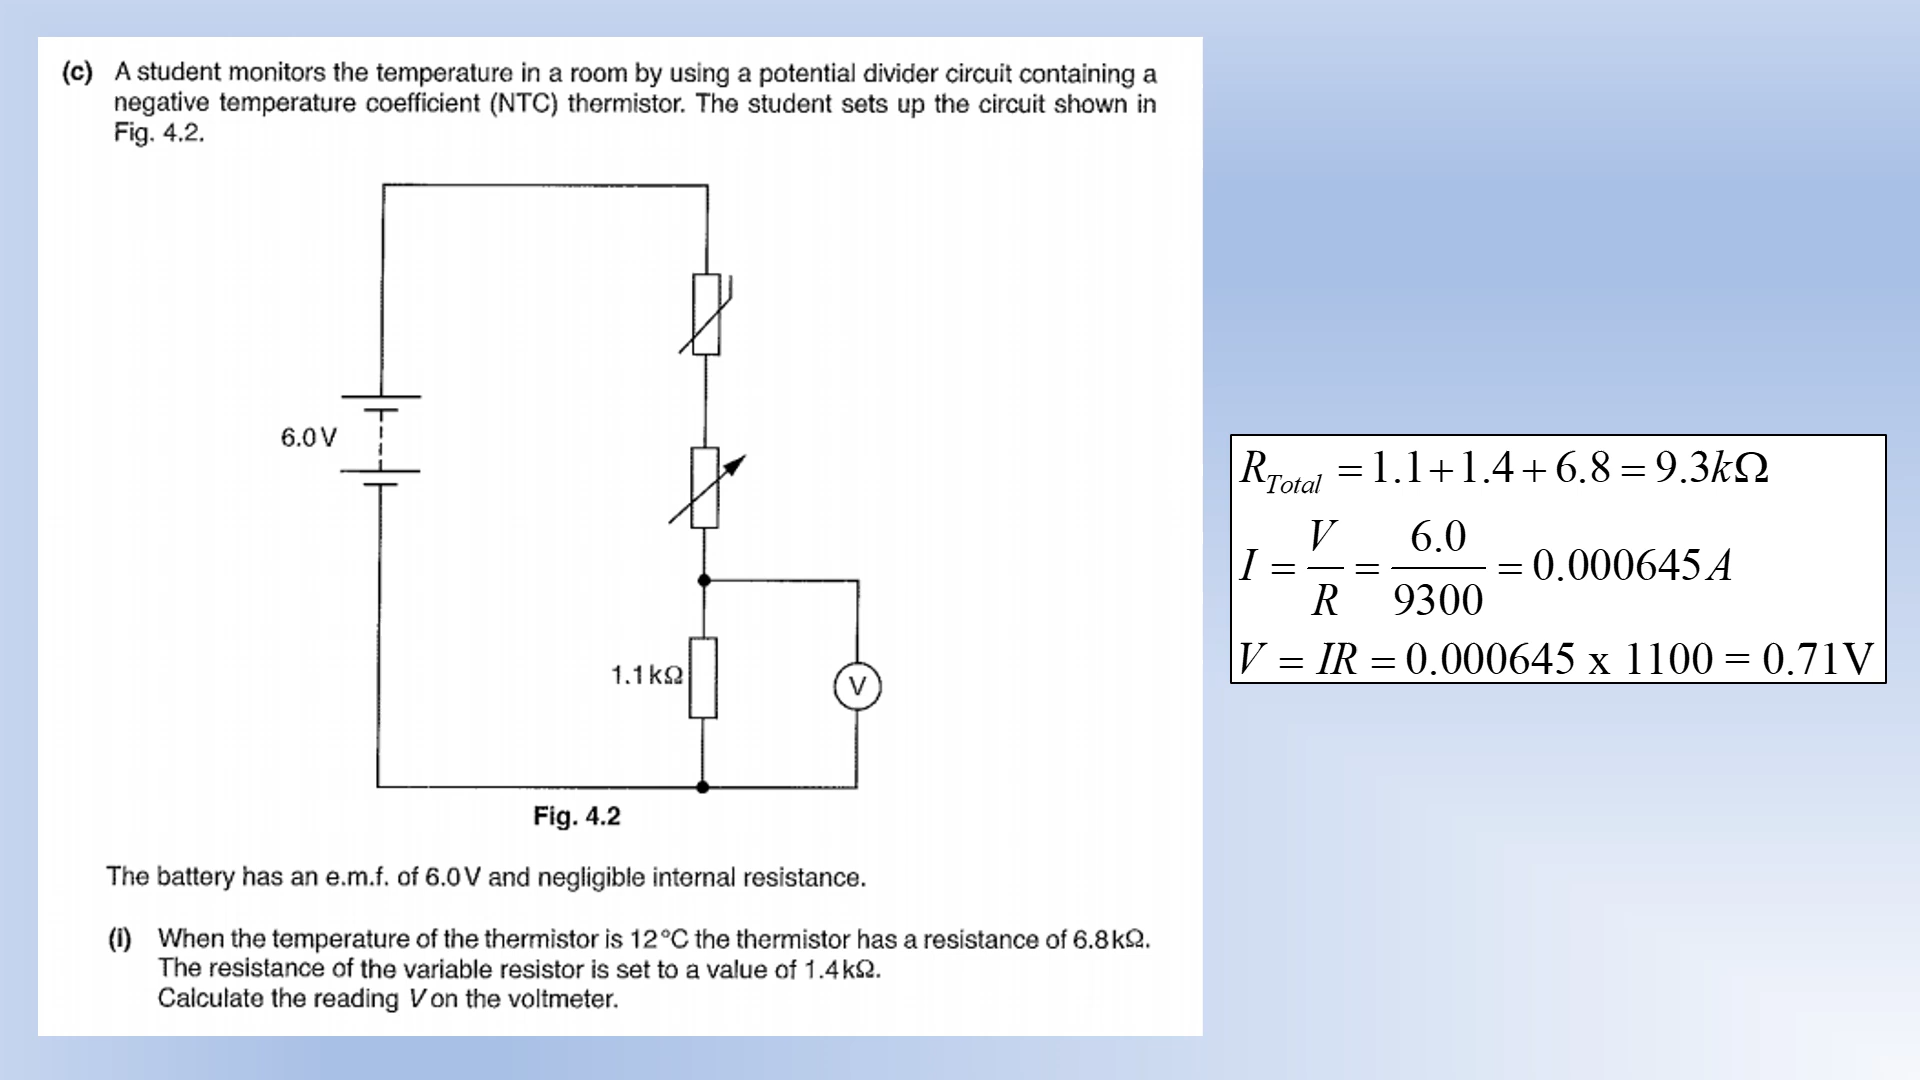 (c) A student monitors the temperature in a room by using a potential divider circuit containing a
negative temperature coefficient (NTC) thermistor. The student sets up the circuit shown in
Fig. 4.2.
6.0 V
1.1 kΩ
V
Fig. 4.2
The battery has an e.m.f. of 6.0 V and negligible internal resistance.
(i) When the temperature of the thermistor is 12 °C the thermistor has a resistance of 6.8 kΩ.
The resistance of the variable resistor is set to a value of 1.4 kΩ.
Calculate the reading V on the voltmeter.
R_Total = 1.1 + 1.4 + 6.8 = 9.3kΩ
I = V/R = 6.0/9300 = 0.000645 A
V = IR = 0.000645 x 1100 = 0.71V